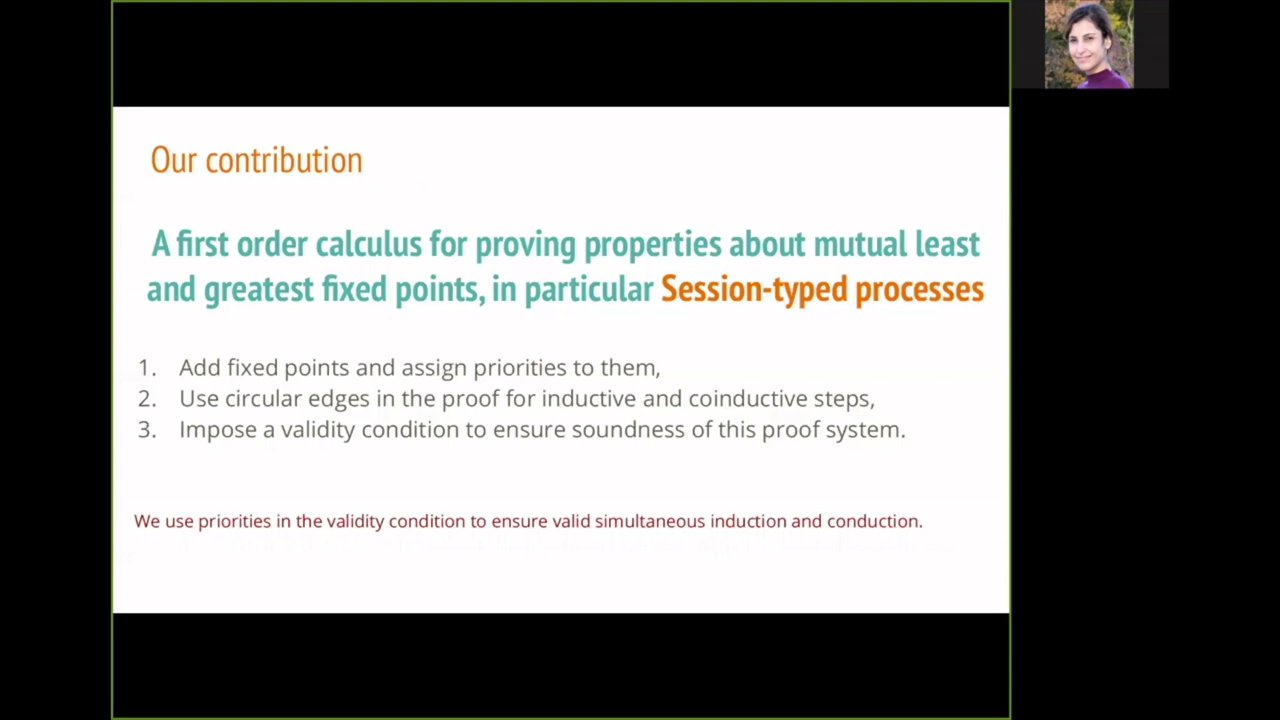 Our contribution
A first order calculus for proving properties about mutual least
and greatest fixed points, in particular Session-typed processes
1. Add fixed points and assign priorities to them,
2. Use circular edges in the proof for inductive and coinductive steps,
3. Impose a validity condition to ensure soundness of this proof system.
We use priorities in the validity condition to ensure valid simultaneous induction and conduction.